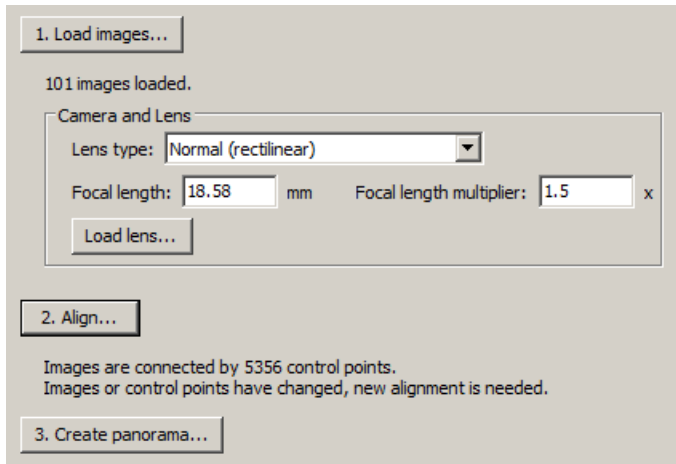 1. Load images...
101 images loaded.
Camera and Lens
Lens type: Normal (rectilinear)
Focal length: 18.58 mm Focal length multiplier: 1.5 x
Load lens...
2. Align...
Images are connected by 5356 control points.
Images or control points have changed, new alignment is needed.
3. Create panorama...